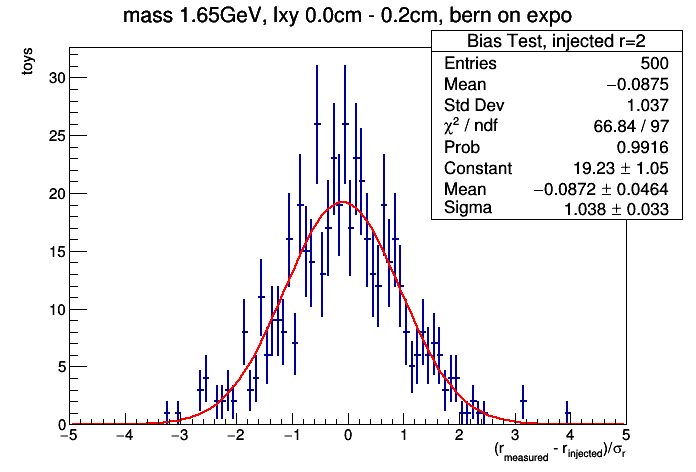 mass 1.65GeV, lxy 0.0cm - 0.2cm, bern on expo
Bias Test, injected r=2
Entries 500
Mean −0.0875
Std Dev 1.037
χ² / ndf 66.84 / 97
Prob 0.9916
Constant 19.23 ± 1.05
Mean −0.0872 ± 0.0464
Sigma 1.038 ± 0.033
toys
30
25
20
15
10
5
0
−5 −4 −3 −2 −1 0 1 2 3 4 5
(r_measured - r_injected)/σ_r